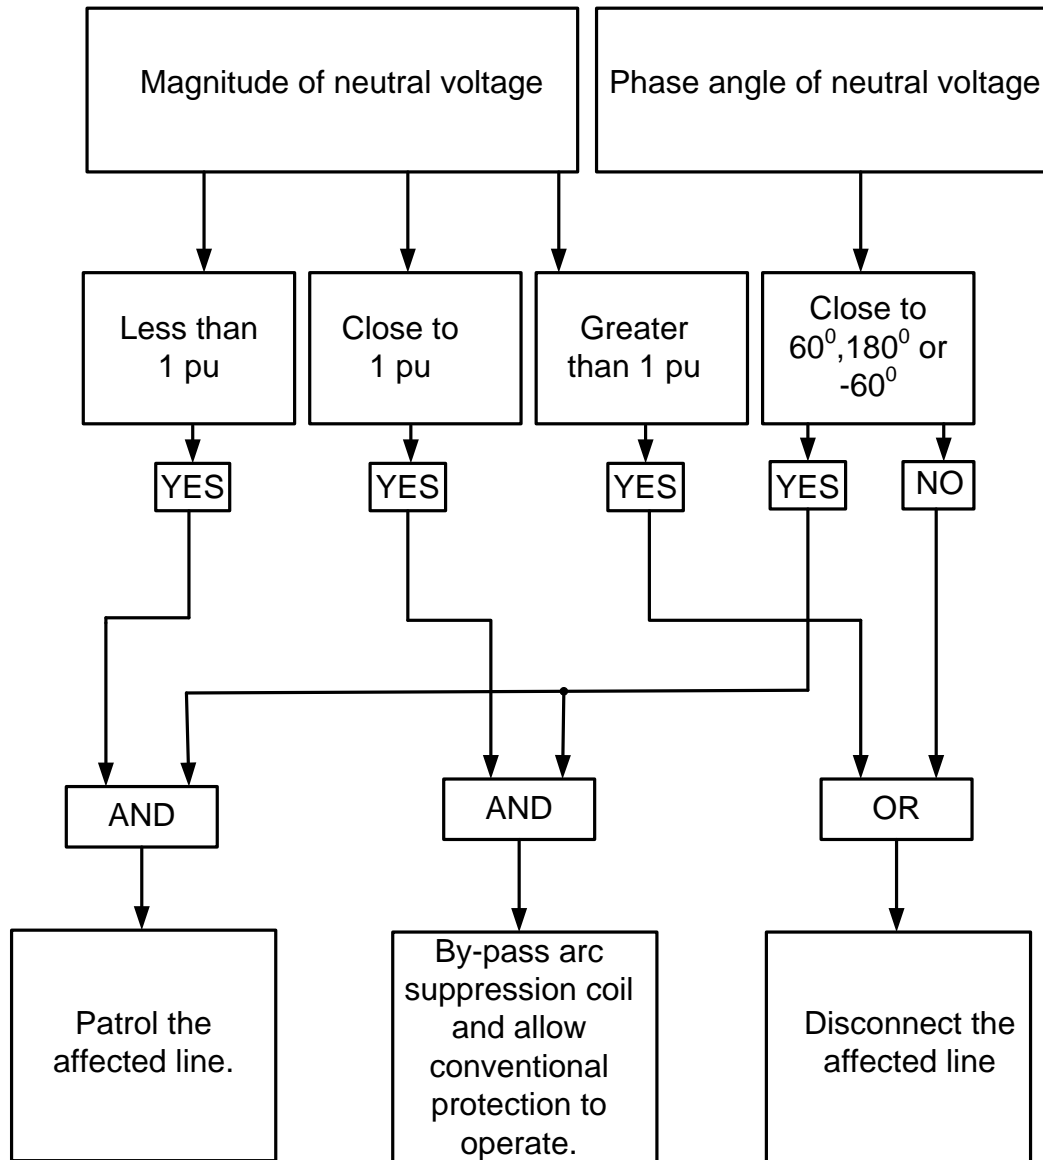 Magnitude of neutral voltage
Phase angle of neutral voltage
Less than
1 pu
Close to
1 pu
Greater
than 1 pu
Close to
60⁰,180⁰ or
-60⁰
YES
YES
YES
YES
NO
AND
AND
OR
Patrol the
affected line.
By-pass arc
suppression coil
and allow
conventional
protection to
operate.
Disconnect the
affected line